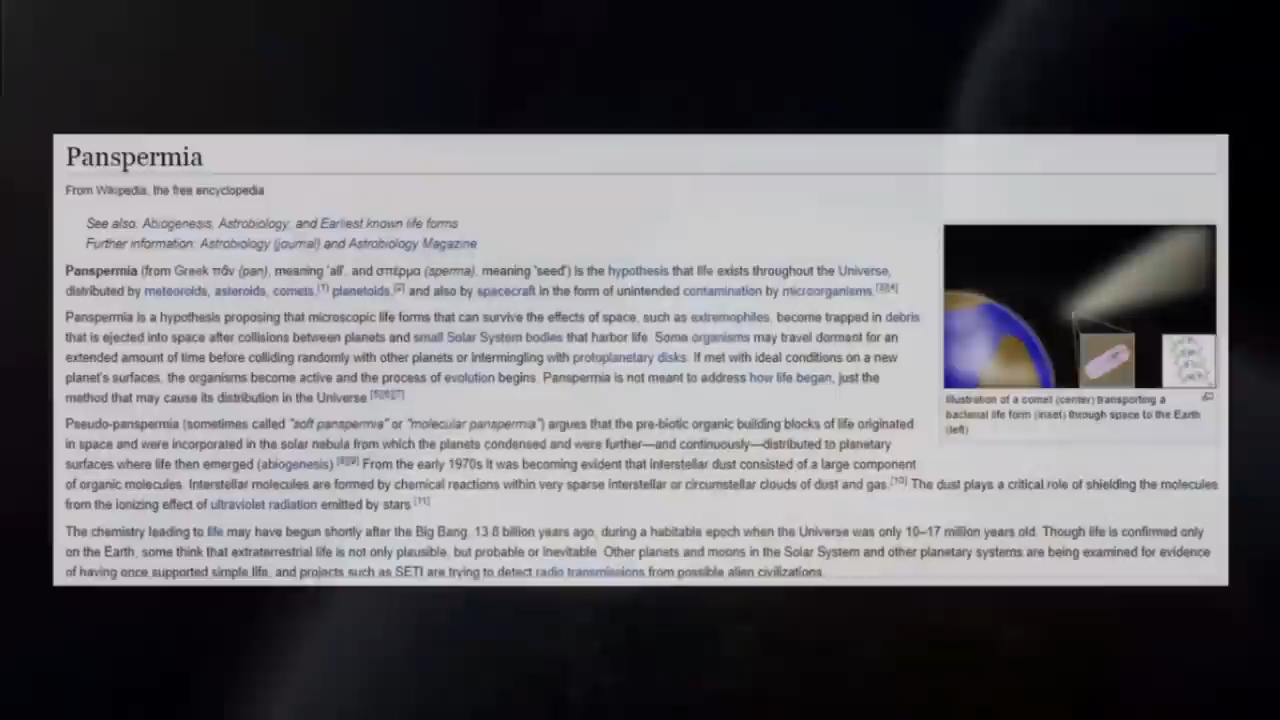 Panspermia
From Wikipedia, the free encyclopedia
See also: Abiogenesis, Astrobiology, and Earliest known life forms
Further information: Astrobiology (journal) and Astrobiology Magazine
Panspermia (from Greek πᾶν (pan), meaning 'all', and σπέρμα (sperma), meaning 'seed') is the hypothesis that life exists throughout the Universe,
distributed by meteoroids, asteroids, comets,[1] planetoids,[2] and also by spacecraft in the form of unintended contamination by microorganisms.[3][4]
Panspermia is a hypothesis proposing that microscopic life forms that can survive the effects of space, such as extremophiles, become trapped in debris
that is ejected into space after collisions between planets and small Solar System bodies that harbor life. Some organisms may travel dormant for an
extended amount of time before colliding randomly with other planets or intermingling with protoplanetary disks. If met with ideal conditions on a new
planet's surfaces, the organisms become active and the process of evolution begins. Panspermia is not meant to address how life began, just the
method that may cause its distribution in the Universe.[5][6][7]
Pseudo-panspermia (sometimes called "soft panspermia" or "molecular panspermia") argues that the pre-biotic organic building blocks of life originated
in space and were incorporated in the solar nebula from which the planets condensed and were further—and continuously—distributed to planetary
surfaces where life then emerged (abiogenesis).[8][9] From the early 1970s it was becoming evident that interstellar dust consisted of a large component
of organic molecules. Interstellar molecules are formed by chemical reactions within very sparse interstellar or circumstellar clouds of dust and gas.[10] The dust plays a critical role of shielding the molecules
from the ionizing effect of ultraviolet radiation emitted by stars.[11]
The chemistry leading to life may have begun shortly after the Big Bang, 13.8 billion years ago, during a habitable epoch when the Universe was only 10–17 million years old. Though life is confirmed only
on the Earth, some think that extraterrestrial life is not only plausible, but probable or inevitable. Other planets and moons in the Solar System and other planetary systems are being examined for evidence
of having once supported simple life, and projects such as SETI are trying to detect radio transmissions from possible alien civilizations.
Illustration of a comet (center) transporting a
bacterial life form (inset) through space to the Earth
(left)